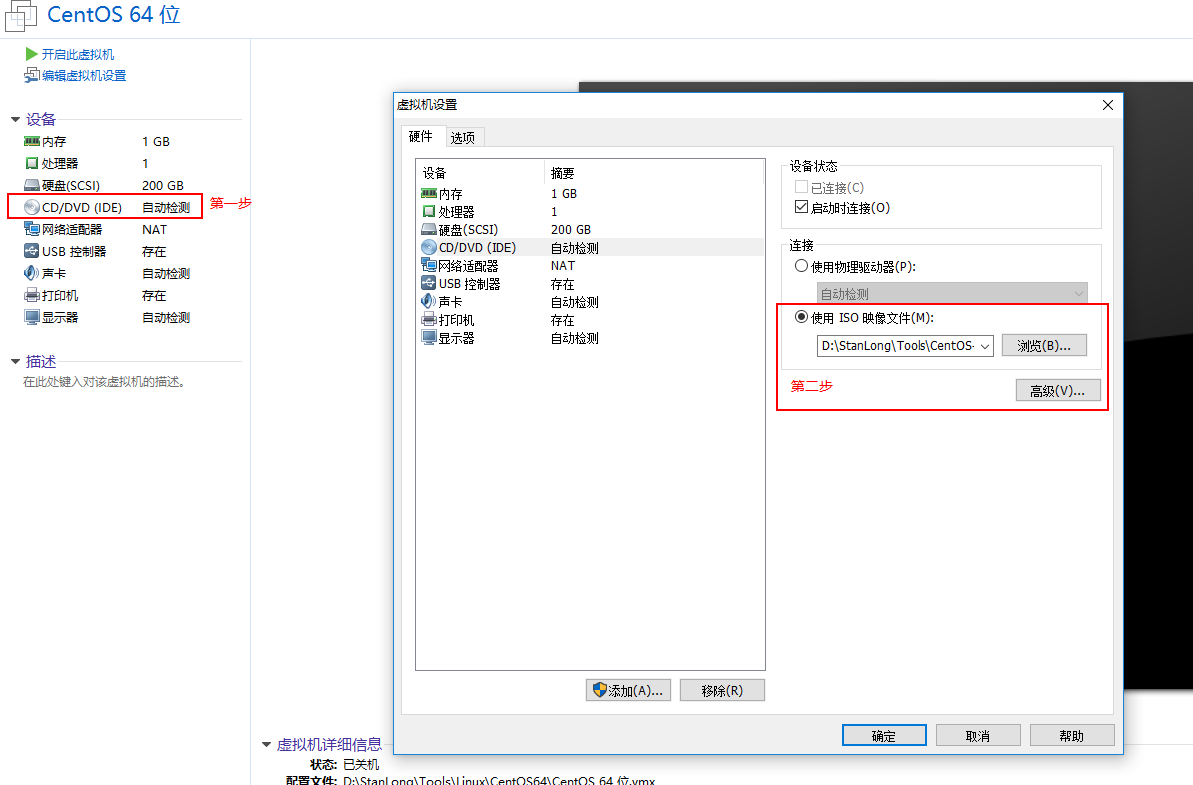 CentOS 64 位
开启此虚拟机
编辑虚拟机设置
设备
内存 1 GB
处理器 1
硬盘(SCSI) 200 GB
CD/DVD (IDE) 自动检测 第一步
网络适配器 NAT
USB 控制器 存在
声卡 自动检测
打印机 存在
显示器 自动检测
描述
在此处键入对该虚拟机的描述。
虚拟机设置
硬件 选项
设备 摘要
内存 1 GB
处理器 1
硬盘(SCSI) 200 GB
CD/DVD (IDE) 自动检测
网络适配器 NAT
USB 控制器 存在
声卡 自动检测
打印机 存在
显示器 自动检测
添加(A)... 移除(R)
设备状态
已连接(C)
启动时连接(O)
连接
使用物理驱动器(P):
自动检测
使用 ISO 映像文件(M):
D:\StanLong\Tools\CentOS- 浏览(B)...
第二步
高级(V)...
确定 取消 帮助
虚拟机详细信息
状态: 已关机
配置文件: D:\StanLong\Tools\Linux\CentOS64\CentOS 64 位.vmx